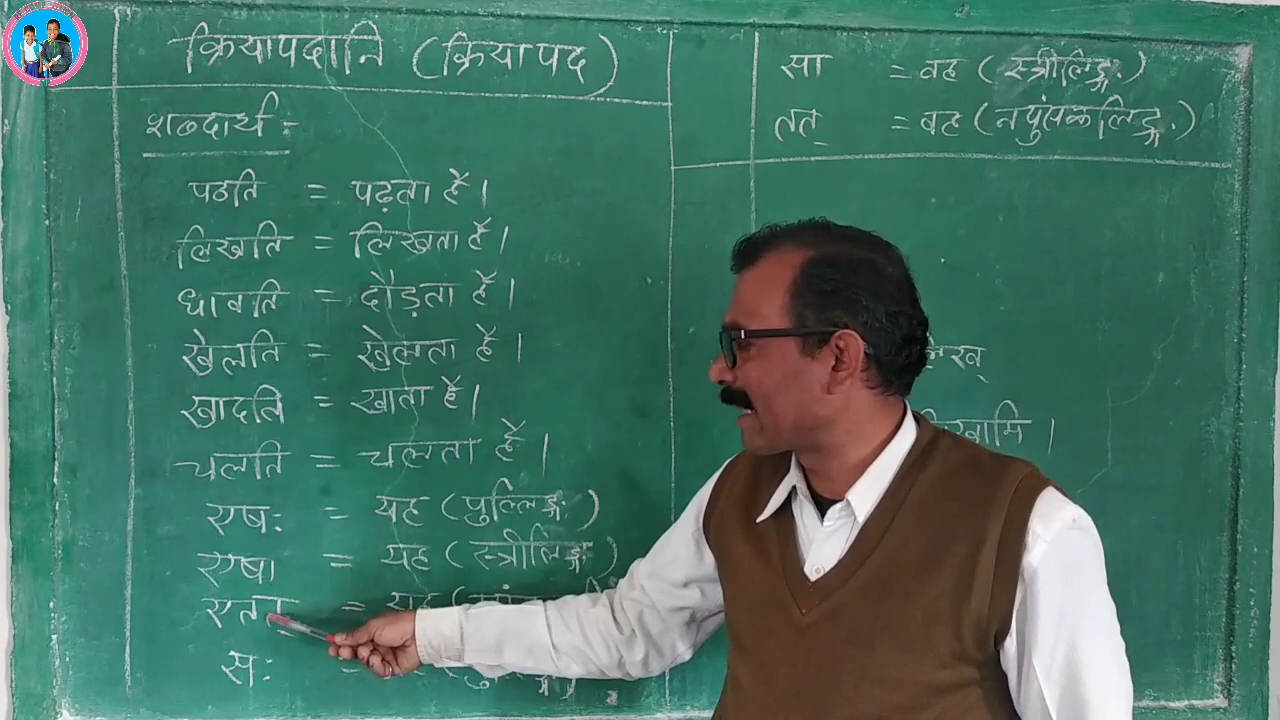 क्रियापदानि (क्रियापद)
शब्दार्थ :-
पठति = पढ़ता है।
लिखति = लिखता है।
धावति = दौड़ता है।
खेलति = खेलता है।
खादति = खाता है।
चलति = चलता है।
एषः = यह (पुल्लिङ्गः)
एषा = यह (स्त्रीलिङ्गः)
एतत् = यह
सः =
सा = वह (स्त्रीलिङ्गः)
तत् = वह (नपुंसकलिङ्गः)